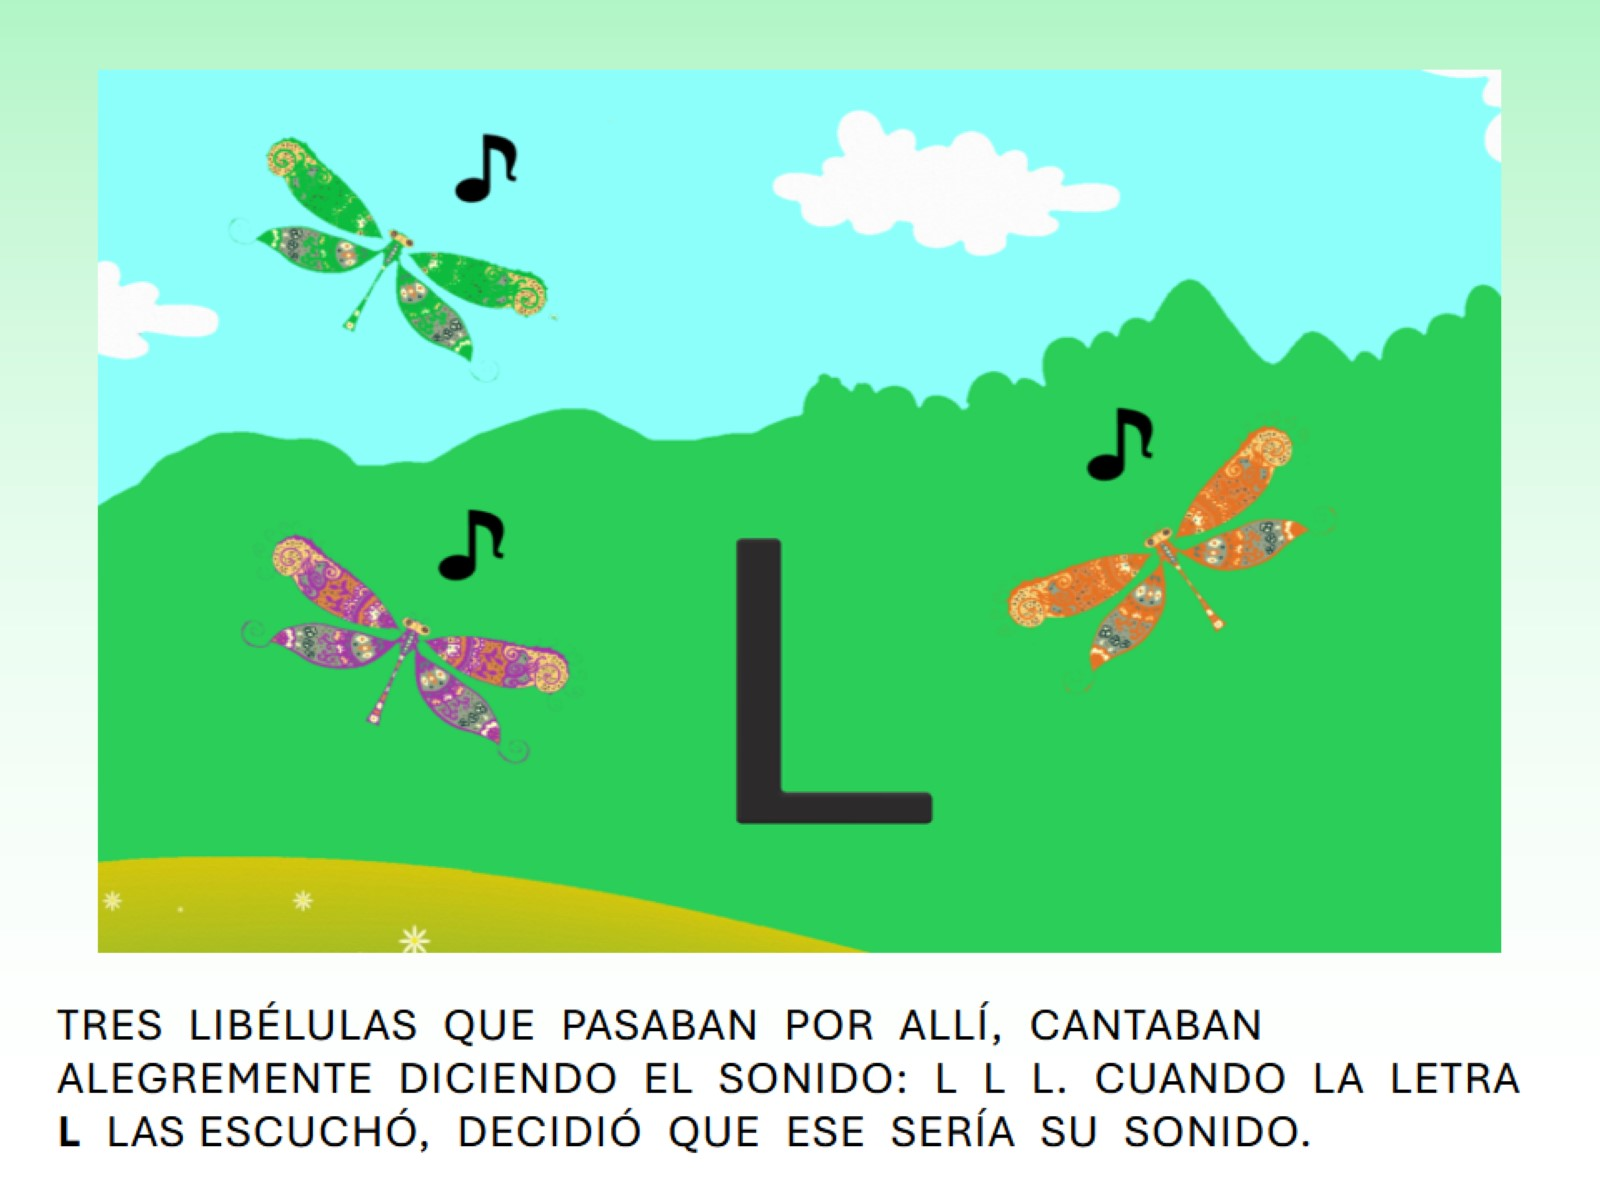 L
TRES LIBÉLULAS QUE PASABAN POR ALLÍ, CANTABAN
ALEGREMENTE DICIENDO EL SONIDO: L L L. CUANDO LA LETRA
L LAS ESCUCHÓ, DECIDIÓ QUE ESE SERÍA SU SONIDO.